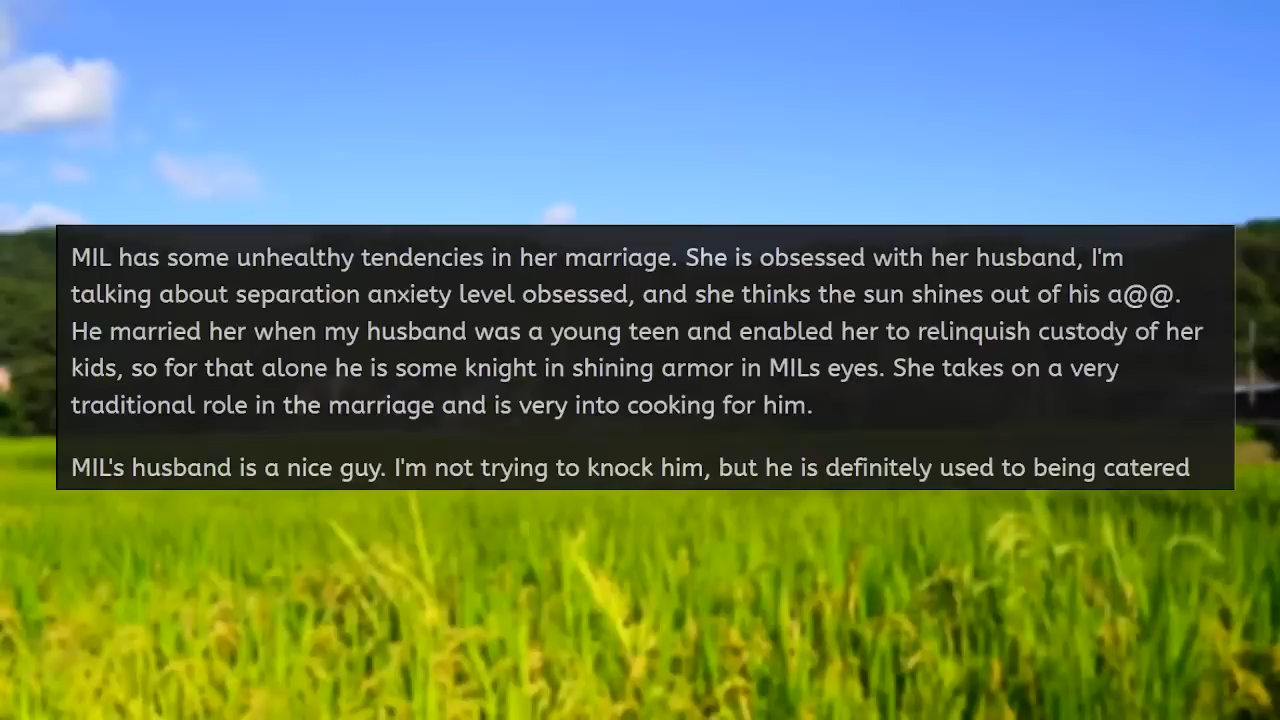 MIL has some unhealthy tendencies in her marriage. She is obsessed with her husband, I'm
talking about separation anxiety level obsessed, and she thinks the sun shines out of his a@@.
He married her when my husband was a young teen and enabled her to relinquish custody of her
kids, so for that alone he is some knight in shining armor in MILs eyes. She takes on a very
traditional role in the marriage and is very into cooking for him.
MIL's husband is a nice guy. I'm not trying to knock him, but he is definitely used to being catered